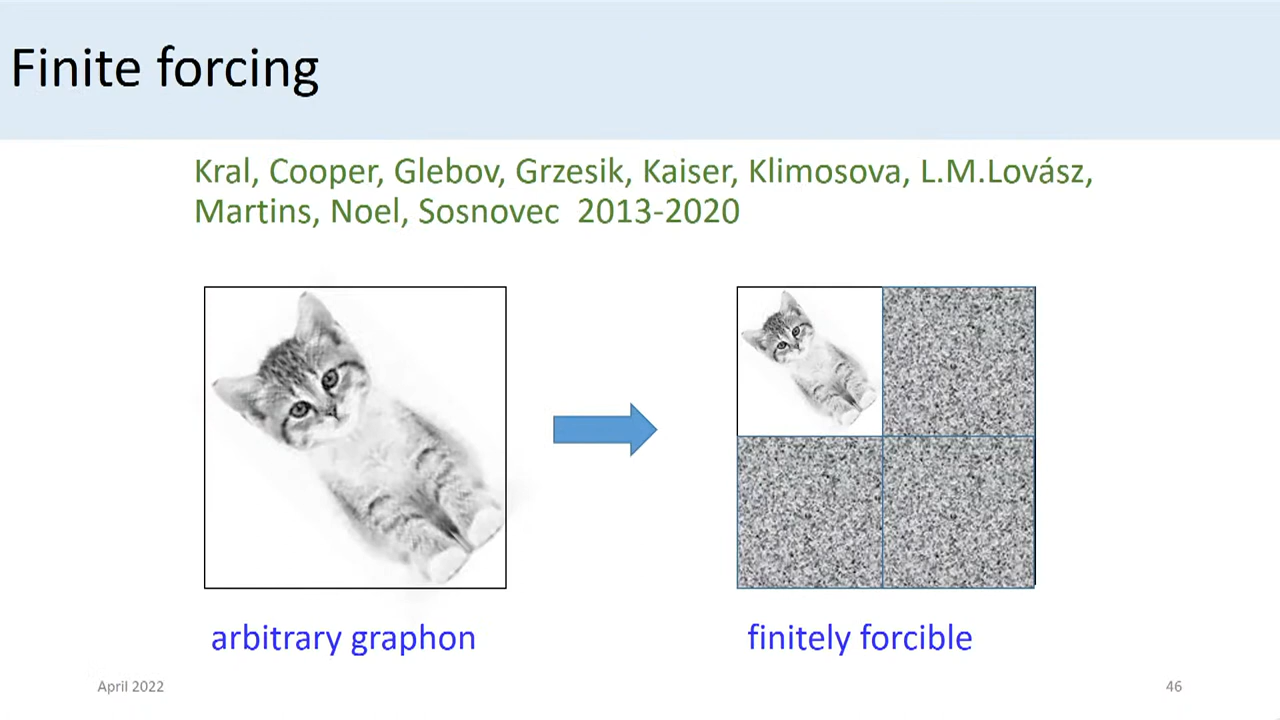 Finite forcing
Kral, Cooper, Glebov, Grzesik, Kaiser, Klimosova, L.M.Lovász,
Martins, Noel, Sosnovec 2013-2020
arbitrary graphon
finitely forcible
April 2022
46